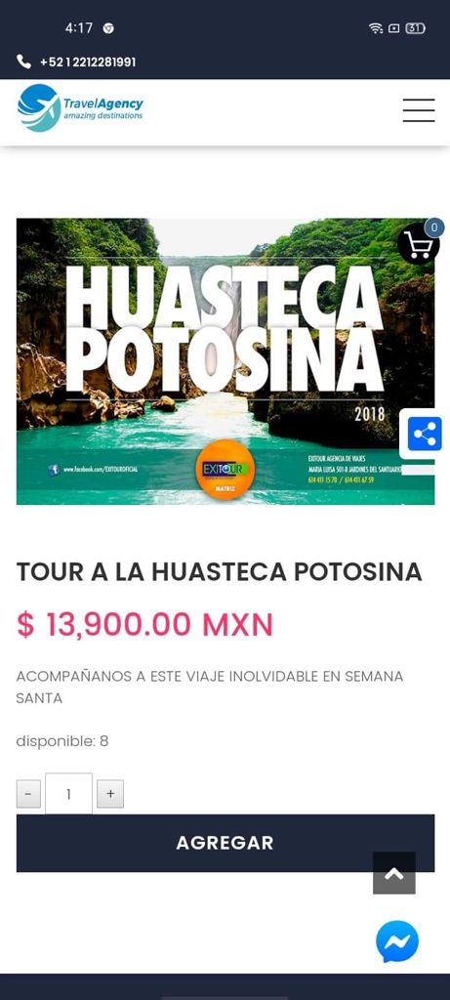 4:17
31
+52 1 2212281991
TravelAgency
amazing destinations
0
HUASTECA
POTOSINA
2018
www.facebook.com/EXITOUROFICIAL
EXITOUR
MATRIZ
EXITOUR AGENCIA DE VIAJES
MARIA LUISA 501-B JARDINES DEL SANTUARIO
614 411 15 78 / 614 411 67 59
TOUR A LA HUASTECA POTOSINA
$ 13,900.00 MXN
ACOMPAÑANOS A ESTE VIAJE INOLVIDABLE EN SEMANA
SANTA
disponible: 8
- 1 +
AGREGAR